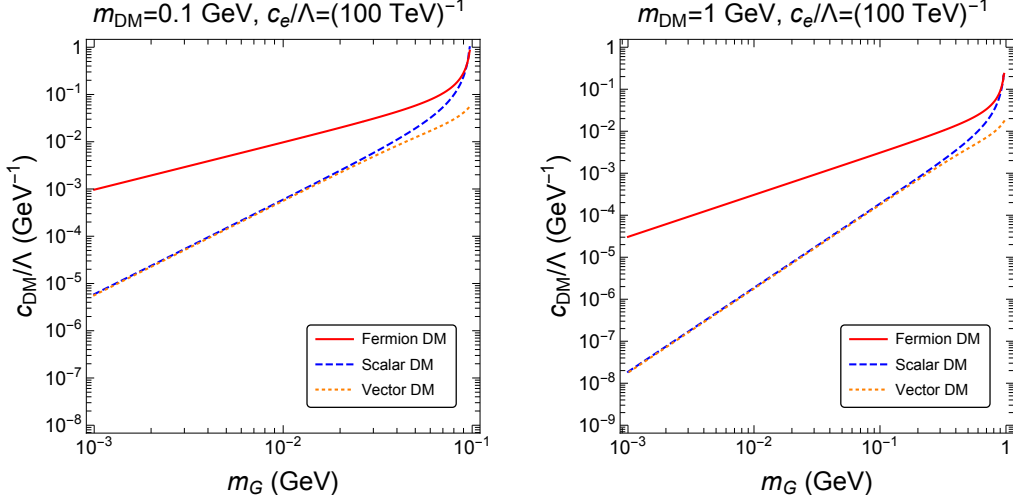 m_DM=0.1 GeV, c_e/Λ=(100 TeV)⁻¹
c_DM/Λ (GeV⁻¹)
1
10⁻¹
10⁻²
10⁻³
10⁻⁴
10⁻⁵
10⁻⁶
10⁻⁷
10⁻⁸
Fermion DM
Scalar DM
Vector DM
10⁻³ 10⁻² 10⁻¹
m_G (GeV)
m_DM=1 GeV, c_e/Λ=(100 TeV)⁻¹
c_DM/Λ (GeV⁻¹)
1
10⁻¹
10⁻²
10⁻³
10⁻⁴
10⁻⁵
10⁻⁶
10⁻⁷
10⁻⁸
10⁻⁹
Fermion DM
Scalar DM
Vector DM
10⁻³ 10⁻² 10⁻¹ 1
m_G (GeV)